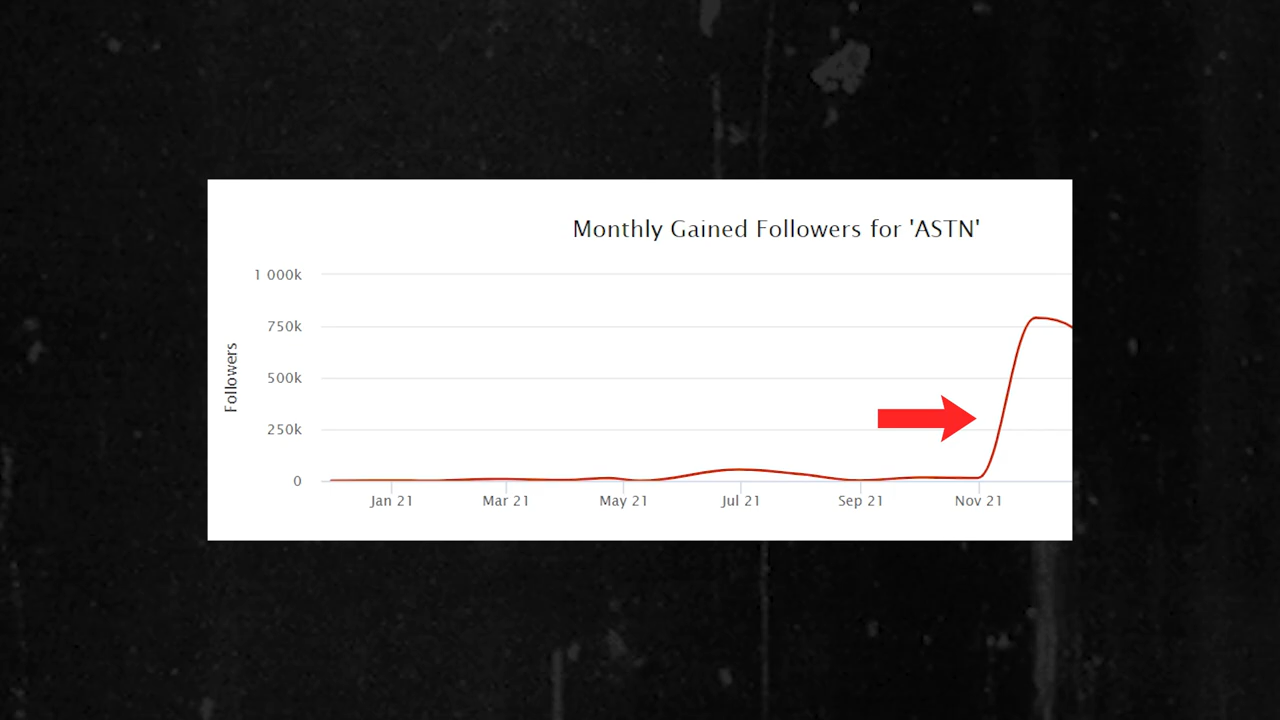 Monthly Gained Followers for 'ASTN'
1 000k
750k
500k
250k
0
Followers
Jan 21 Mar 21 May 21 Jul 21 Sep 21 Nov 21